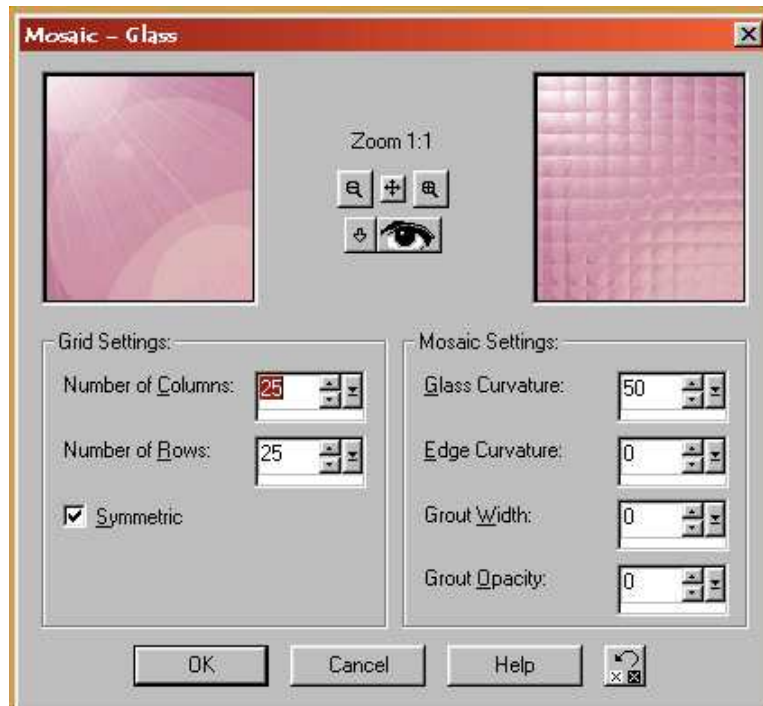 Mosaic – Glass
Zoom 1:1
Grid Settings:
Number of Columns: 25
Number of Rows: 25
Symmetric
Mosaic Settings:
Glass Curvature: 50
Edge Curvature: 0
Grout Width: 0
Grout Opacity: 0
OK Cancel Help